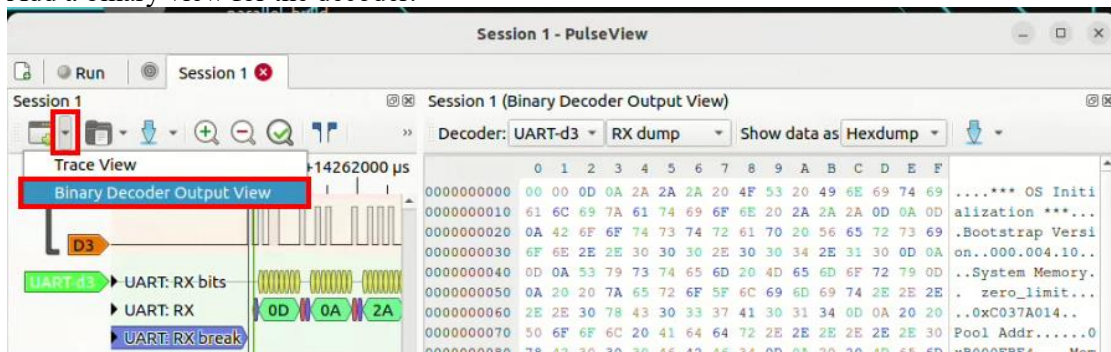 Session 1 - PulseView
Run Session 1
Session 1
Session 1 (Binary Decoder Output View)
Decoder: UART-d3 RX dump Show data as Hexdump
Trace View
Binary Decoder Output View
+14262000 µs
D3
UART-d3
UART: RX bits
UART: RX 0D 0A 2A
UART: RX break
0 1 2 3 4 5 6 7 8 9 A B C D E F
0000000000 00 00 0D 0A 2A 2A 2A 20 4F 53 20 49 6E 69 74 69 ....*** OS Initi
0000000010 61 6C 69 7A 61 74 69 6F 6E 20 2A 2A 2A 0D 0A 0D alization ***...
0000000020 0A 42 6F 6F 74 73 74 72 61 70 20 56 65 72 73 69 .Bootstrap Versi
0000000030 6F 6E 2E 2E 30 30 30 2E 30 30 34 2E 31 30 0D 0A on..000.004.10..
0000000040 0D 0A 53 79 73 74 65 6D 20 4D 65 6D 6F 72 79 0D ..System Memory.
0000000050 0A 20 20 7A 65 72 6F 5F 6C 69 6D 69 74 2E 2E 2E . zero_limit...
0000000060 2E 2E 30 78 43 30 33 37 41 30 31 34 0D 0A 20 20 ..0xC037A014..
0000000070 50 6F 6F 6C 20 41 64 64 72 2E 2E 2E 2E 2E 2E 30 Pool Addr......0